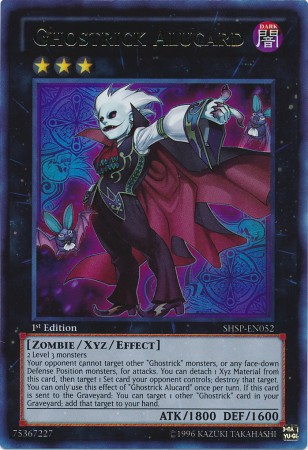 GHOSTRICK ALUCARD
DARK
闇
1st Edition
SHSP-EN052
[ZOMBIE/XYZ/EFFECT]
2 Level 3 monsters
Your opponent cannot target other "Ghostrick" monsters, or any face-down
Defense Position monsters, for attacks. You can detach 1 Xyz Material from
this card, then target 1 Set card your opponent controls; destroy that target.
You can only use this effect of "Ghostrick Alucard" once per turn. If this card
is sent to the Graveyard: You can target 1 other "Ghostrick" card in your
Graveyard; add that target to your hand.
ATK/1800 DEF/1600
75367227
©1996 KAZUKI TAKAHASHI